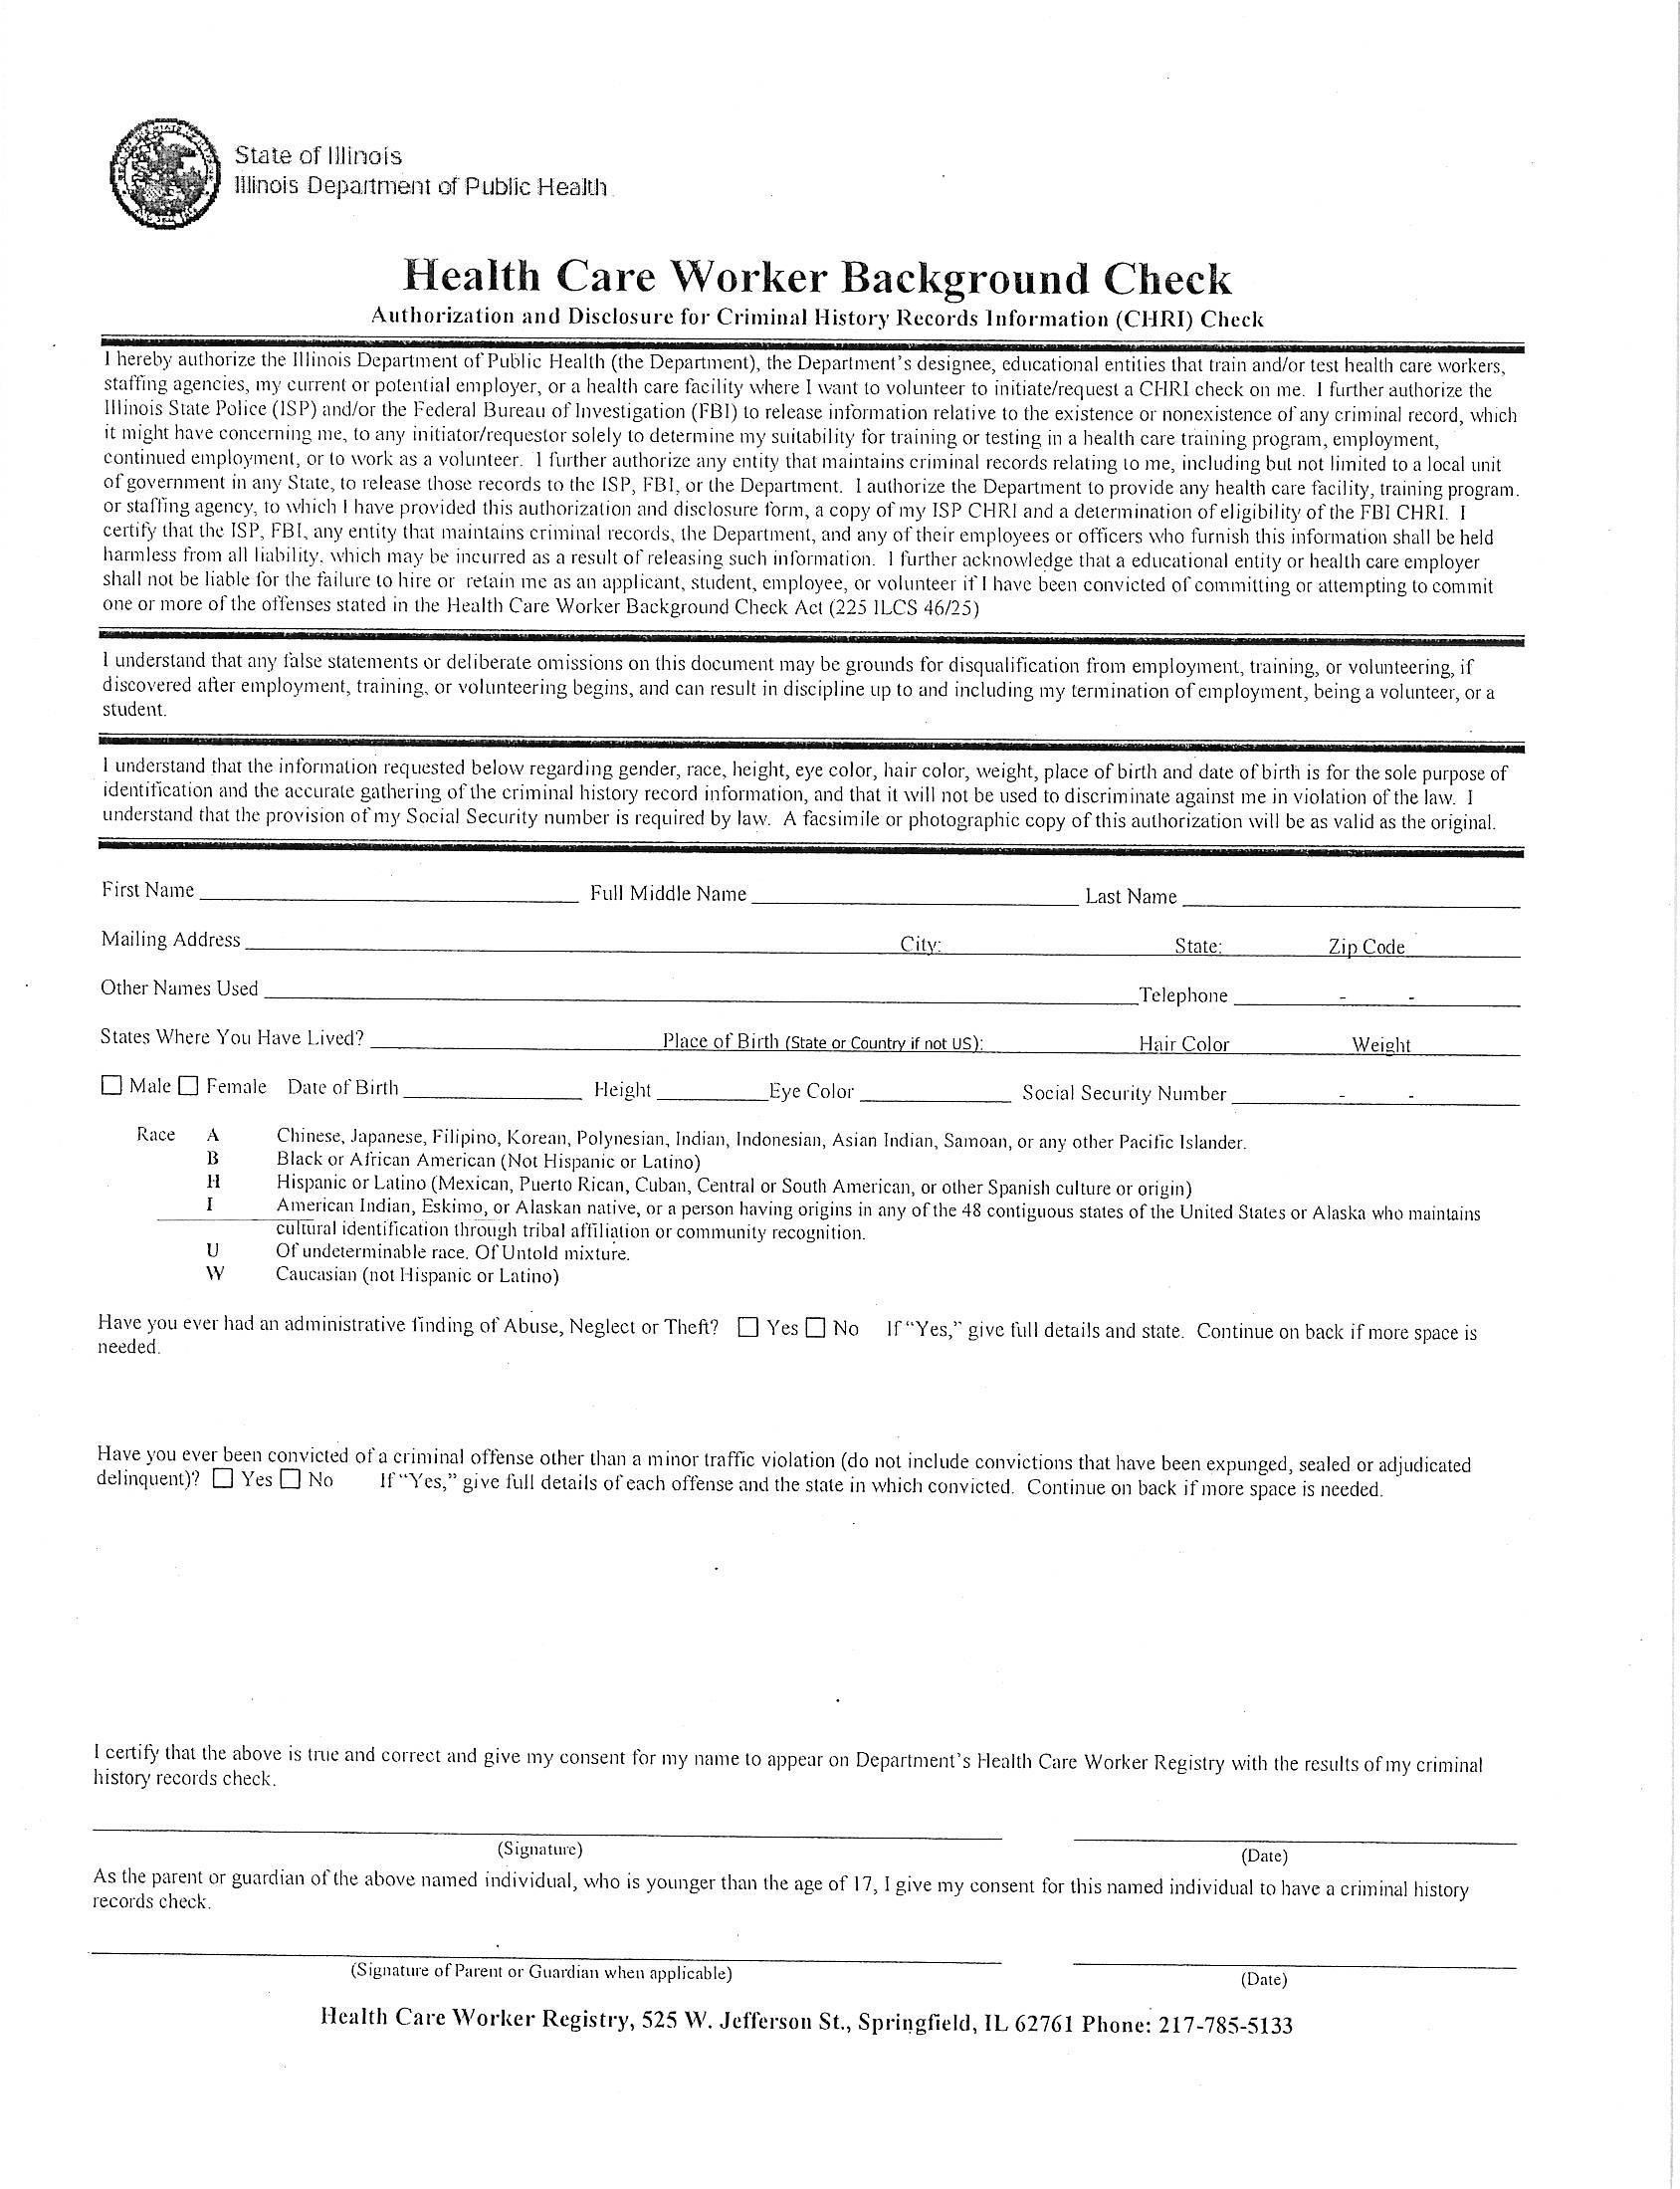 State of Illinois
Illinois Department of Public Health
Health Care Worker Background Check
Authorization and Disclosure for Criminal History Records Information (CHRI) Check
I hereby authorize the Illinois Department of Public Health (the Department), the Department's designee, educational entities that train and/or test health care workers,
staffing agencies, my current or potential employer, or a health care facility where I want to volunteer to initiate/request a CHRI check on me. I further authorize the
Illinois State Police (ISP) and/or the Federal Bureau of Investigation (FBI) to release information relative to the existence or nonexistence of any criminal record, which
it might have concerning me, to any initiator/requestor solely to determine my suitability for training or testing in a health care training program, employment,
continued employment, or to work as a volunteer. I further authorize any entity that maintains criminal records relating to me, including but not limited to a local unit
of government in any State, to release those records to the ISP, FBI, or the Department. I authorize the Department to provide any health care facility, training program.
or staffing agency, to which I have provided this authorization and disclosure form, a copy of my ISP CHRI and a determination of eligibility of the FBI CHRI. I
certify that the ISP, FBI, any entity that maintains criminal records, the Department, and any of their employees or officers who furnish this information shall be held
harmless from all liability, which may be incurred as a result of releasing such information. I further acknowledge that a educational entity or health care employer
shall not be liable for the failure to hire or retain me as an applicant, student, employee, or volunteer if I have been convicted of committing or attempting to commit
one or more of the offenses stated in the Health Care Worker Background Check Act (225 ILCS 46/25)
I understand that any false statements or deliberate omissions on this document may be grounds for disqualification from employment, training, or volunteering, if
discovered after employment, training, or volunteering begins, and can result in discipline up to and including my termination of employment, being a volunteer, or a
student.
I understand that the information requested below regarding gender, race, height, eye color, hair color, weight, place of birth and date of birth is for the sole purpose of
identification and the accurate gathering of the criminal history record information, and that it will not be used to discriminate against me in violation of the law. I
understand that the provision of my Social Security number is required by law. A facsimile or photographic copy of this authorization will be as valid as the original.
First Name Full Middle Name Last Name
Mailing Address City: State: Zip Code
Other Names Used Telephone - -
States Where You Have Lived? Place of Birth (State or Country if not US): Hair Color Weight
☐ Male ☐ Female Date of Birth Height Eye Color Social Security Number - -
Race A Chinese, Japanese, Filipino, Korean, Polynesian, Indian, Indonesian, Asian Indian, Samoan, or any other Pacific Islander.
B Black or African American (Not Hispanic or Latino)
H Hispanic or Latino (Mexican, Puerto Rican, Cuban, Central or South American, or other Spanish culture or origin)
I American Indian, Eskimo, or Alaskan native, or a person having origins in any of the 48 contiguous states of the United States or Alaska who maintains
cultural identification through tribal affiliation or community recognition.
U Of undeterminable race. Of Untold mixture.
W Caucasian (not Hispanic or Latino)
Have you ever had an administrative finding of Abuse, Neglect or Theft? ☐ Yes ☐ No If "Yes," give full details and state. Continue on back if more space is
needed.
Have you ever been convicted of a criminal offense other than a minor traffic violation (do not include convictions that have been expunged, sealed or adjudicated
delinquent)? ☐ Yes ☐ No If "Yes," give full details of each offense and the state in which convicted. Continue on back if more space is needed.
I certify that the above is true and correct and give my consent for my name to appear on Department's Health Care Worker Registry with the results of my criminal
history records check.
(Signature) (Date)
As the parent or guardian of the above named individual, who is younger than the age of 17, I give my consent for this named individual to have a criminal history
records check.
(Signature of Parent or Guardian when applicable) (Date)
Health Care Worker Registry, 525 W. Jefferson St., Springfield, IL 62761 Phone: 217-785-5133